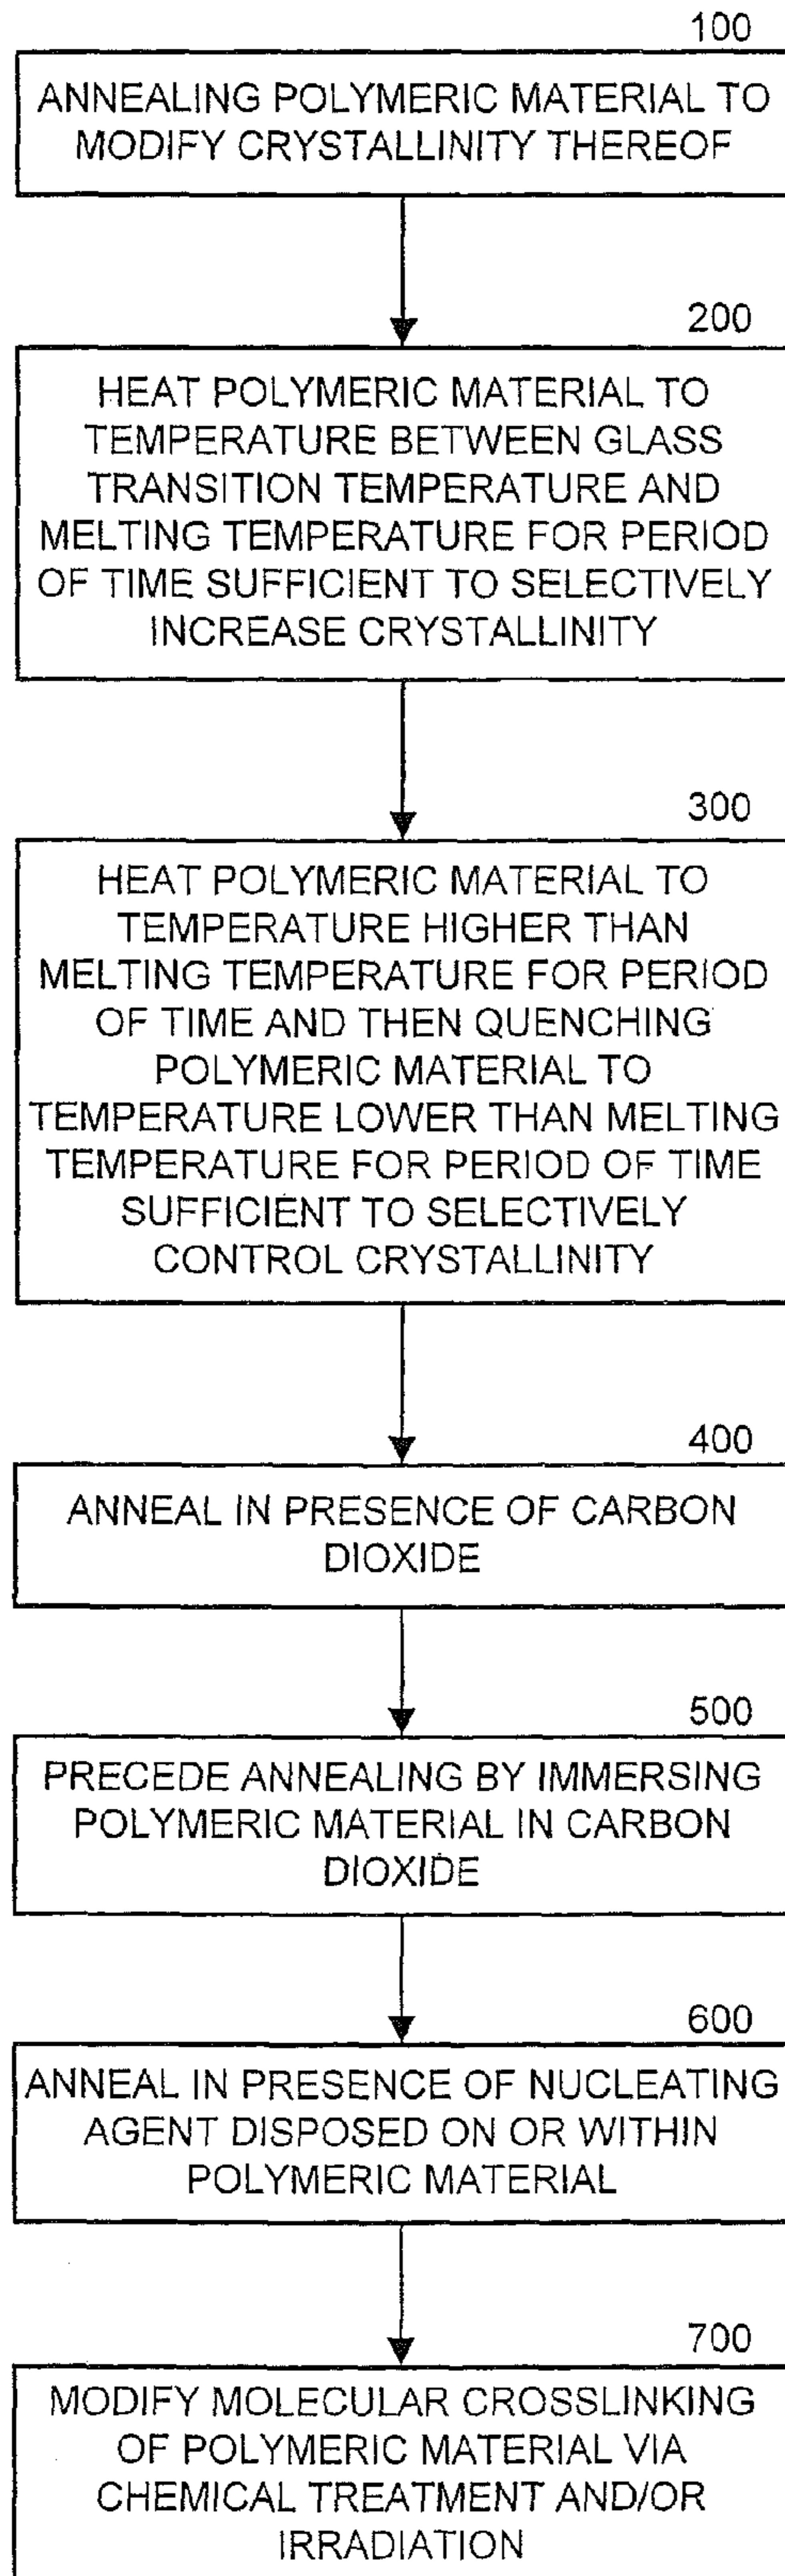 100
ANNEALING POLYMERIC MATERIAL TO
MODIFY CRYSTALLINITY THEREOF
200
HEAT POLYMERIC MATERIAL TO
TEMPERATURE BETWEEN GLASS
TRANSITION TEMPERATURE AND
MELTING TEMPERATURE FOR PERIOD
OF TIME SUFFICIENT TO SELECTIVELY
INCREASE CRYSTALLINITY
300
HEAT POLYMERIC MATERIAL TO
TEMPERATURE HIGHER THAN
MELTING TEMPERATURE FOR PERIOD
OF TIME AND THEN QUENCHING
POLYMERIC MATERIAL TO
TEMPERATURE LOWER THAN MELTING
TEMPERATURE FOR PERIOD OF TIME
SUFFICIENT TO SELECTIVELY
CONTROL CRYSTALLINITY
400
ANNEAL IN PRESENCE OF CARBON
DIOXIDE
500
PRECEDE ANNEALING BY IMMERSING
POLYMERIC MATERIAL IN CARBON
DIOXIDE
600
ANNEAL IN PRESENCE OF NUCLEATING
AGENT DISPOSED ON OR WITHIN
POLYMERIC MATERIAL
700
MODIFY MOLECULAR CROSSLINKING
OF POLYMERIC MATERIAL VIA
CHEMICAL TREATMENT AND/OR
IRRADIATION